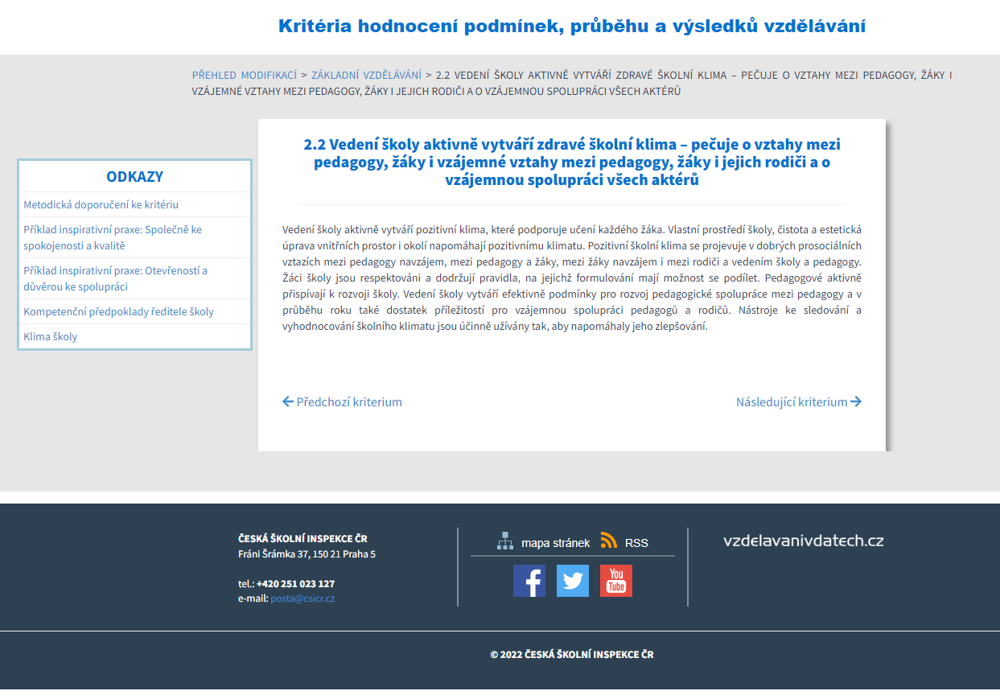 Kritéria hodnocení podmínek, průběhu a výsledků vzdělávání
PŘEHLED MODIFIKACÍ > ZÁKLADNÍ VZDĚLÁVÁNÍ > 2.2 VEDENÍ ŠKOLY AKTIVNĚ VYTVÁŘÍ ZDRAVÉ ŠKOLNÍ KLIMA – PEČUJE O VZTAHY MEZI PEDAGOGY, ŽÁKY I
VZÁJEMNÉ VZTAHY MEZI PEDAGOGY, ŽÁKY I JEJICH RODIČI A O VZÁJEMNOU SPOLUPRÁCI VŠECH AKTÉRŮ
ODKAZY
Metodická doporučení ke kritériu
Příklad inspirativní praxe: Společně ke
spokojenosti a kvalitě
Příklad inspirativní praxe: Otevřeností a
důvěrou ke spolupráci
Kompetenční předpoklady ředitele školy
Klima školy
2.2 Vedení školy aktivně vytváří zdravé školní klima – pečuje o vztahy mezi
pedagogy, žáky i vzájemné vztahy mezi pedagogy, žáky i jejich rodiči a o
vzájemnou spolupráci všech aktérů
Vedení školy aktivně vytváří pozitivní klima, které podporuje učení každého žáka. Vlastní prostředí školy, čistota a estetická
úprava vnitřních prostor i okolí napomáhají pozitivnímu klimatu. Pozitivní školní klima se projevuje v dobrých prosociálních
vztazích mezi pedagogy navzájem, mezi pedagogy a žáky, mezi žáky navzájem i mezi rodiči a vedením školy a pedagogy.
Žáci školy jsou respektováni a dodržují pravidla, na jejichž formulování mají možnost se podílet. Pedagogové aktivně
přispívají k rozvoji školy. Vedení školy vytváří efektivně podmínky pro rozvoj pedagogické spolupráce mezi pedagogy a v
průběhu roku také dostatek příležitostí pro vzájemnou spolupráci pedagogů a rodičů. Nástroje ke sledování a
vyhodnocování školního klimatu jsou účinně užívány tak, aby napomáhaly jeho zlepšování.
Předchozí kriterium
Následující kriterium
ČESKÁ ŠKOLNÍ INSPEKCE ČR
Fráni Šrámka 37, 150 21 Praha 5
tel.: +420 251 023 127
e-mail: posta@csicr.cz
mapa stránek RSS
You
Tube
vzdelavanivdatech.cz
© 2022 ČESKÁ ŠKOLNÍ INSPEKCE ČR